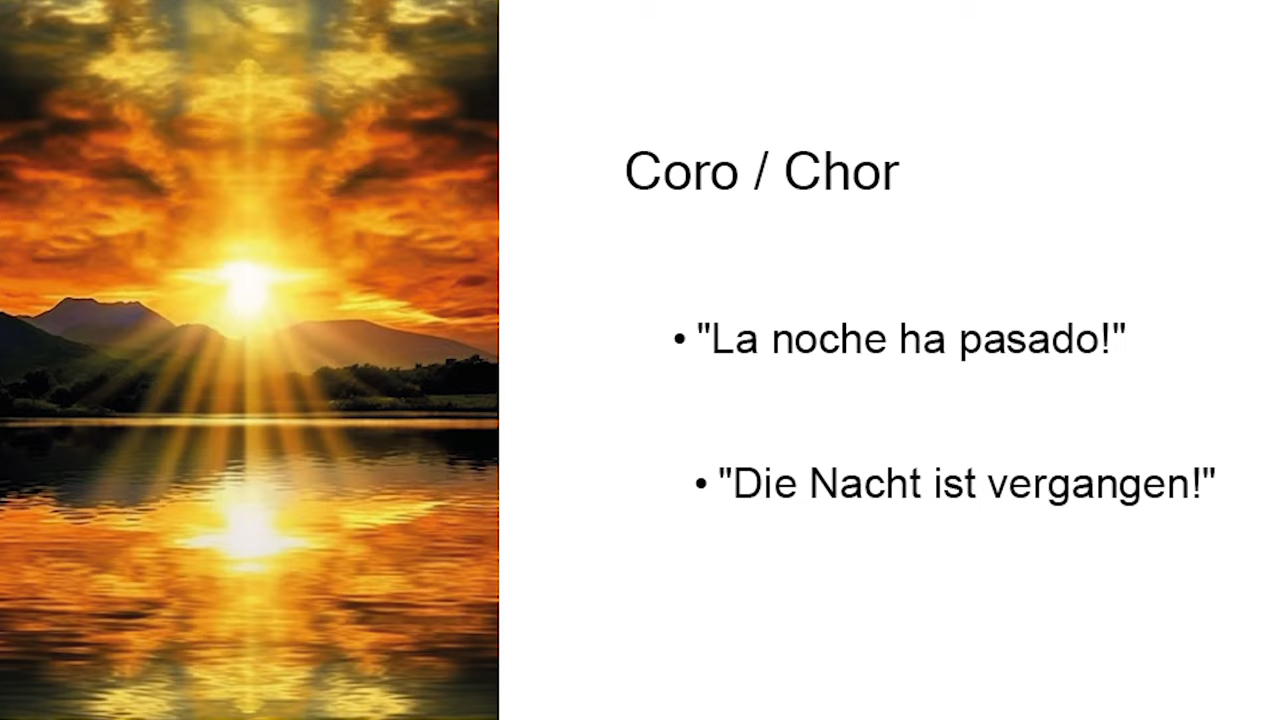 Coro / Chor
• "La noche ha pasado!"
• "Die Nacht ist vergangen!"